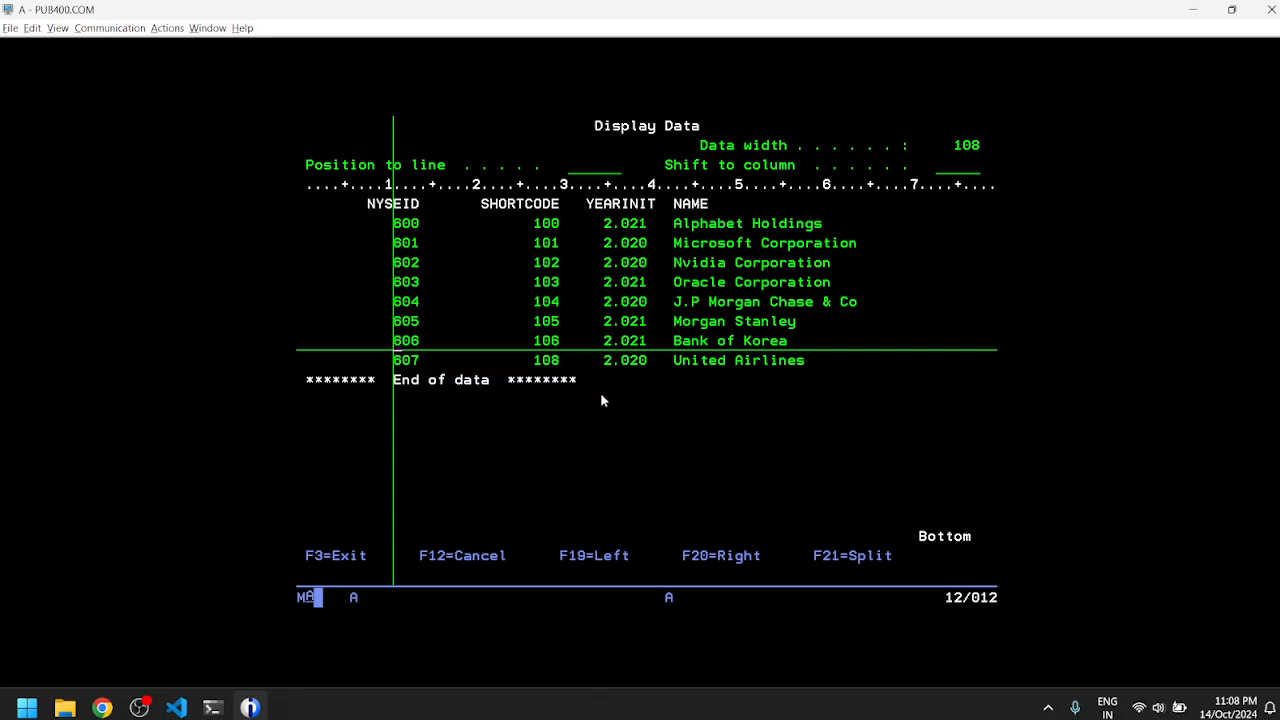 A - PUB400.COM
File Edit View Communication Actions Window Help
Display Data
Data width . . . . . . : 108
Position to line . . . . . Shift to column . . . . . .
....+....1....+....2....+....3....+....4....+....5....+....6....+....7....+....
NYSEID SHORTCODE YEARINIT NAME
600 100 2.021 Alphabet Holdings
601 101 2.020 Microsoft Corporation
602 102 2.020 Nvidia Corporation
603 103 2.021 Oracle Corporation
604 104 2.020 J.P Morgan Chase & Co
605 105 2.021 Morgan Stanley
606 106 2.021 Bank of Korea
607 108 2.020 United Airlines
******** End of data ********
Bottom
F3=Exit F12=Cancel F19=Left F20=Right F21=Split
MA A A 12/012
ENG 11:08 PM
IN 14/Oct/2024